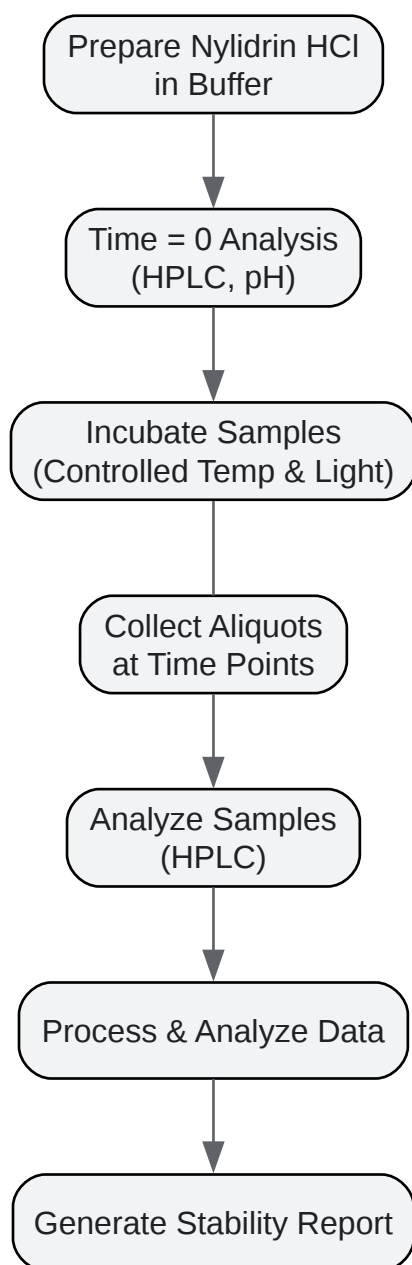 Prepare Nylidrin HCl
in Buffer
Time = 0 Analysis
(HPLC, pH)
Incubate Samples
(Controlled Temp & Light)
Collect Aliquots
at Time Points
Analyze Samples
(HPLC)
Process & Analyze Data
Generate Stability Report